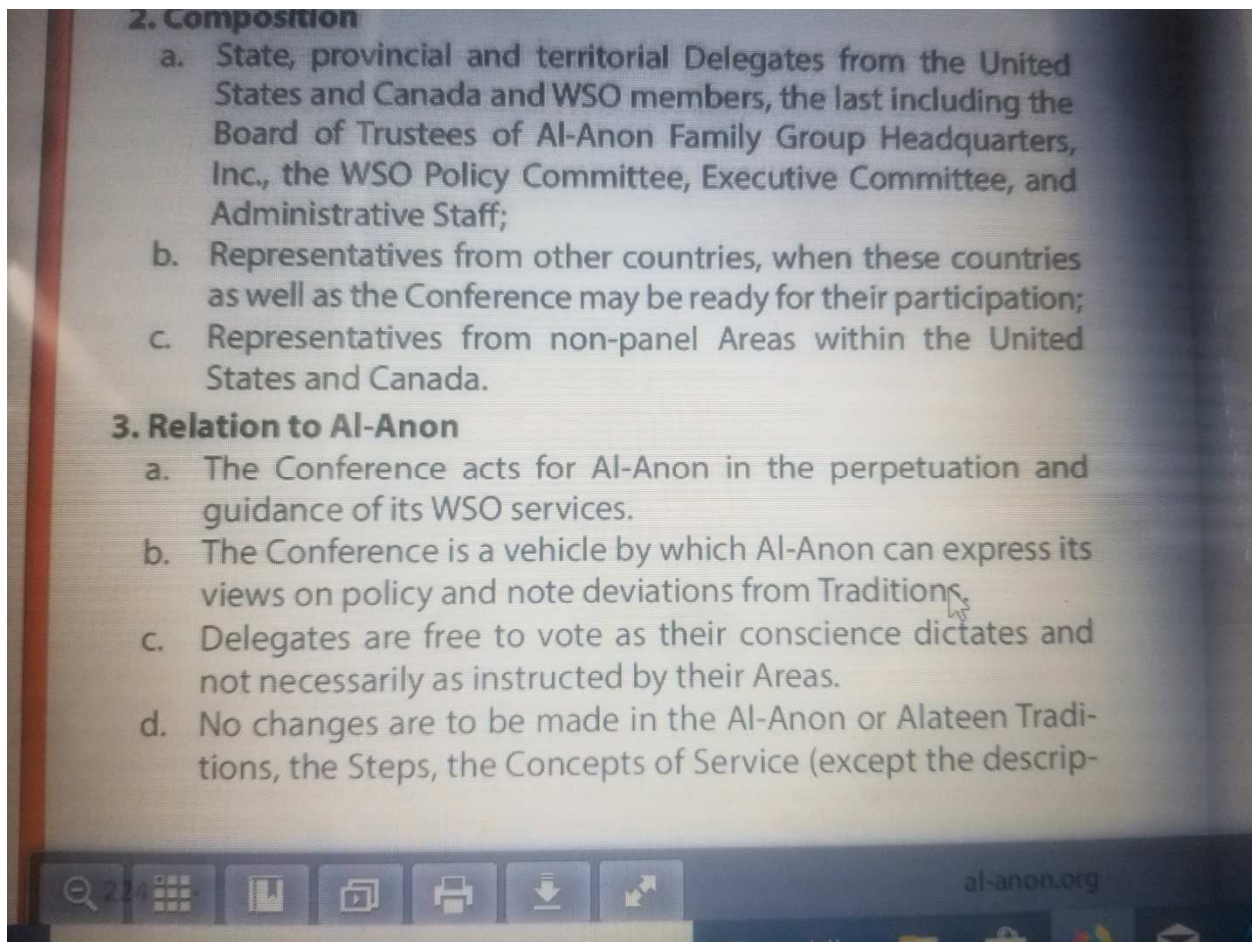 2. Composition
a. State, provincial and territorial Delegates from the United
States and Canada and WSO members, the last including the
Board of Trustees of Al-Anon Family Group Headquarters,
Inc., the WSO Policy Committee, Executive Committee, and
Administrative Staff;
b. Representatives from other countries, when these countries
as well as the Conference may be ready for their participation;
c. Representatives from non-panel Areas within the United
States and Canada.
3. Relation to Al-Anon
a. The Conference acts for Al-Anon in the perpetuation and
guidance of its WSO services.
b. The Conference is a vehicle by which Al-Anon can express its
views on policy and note deviations from Traditions.
c. Delegates are free to vote as their conscience dictates and
not necessarily as instructed by their Areas.
d. No changes are to be made in the Al-Anon or Alateen Tradi-
tions, the Steps, the Concepts of Service (except the descrip-
224
al-anon.org